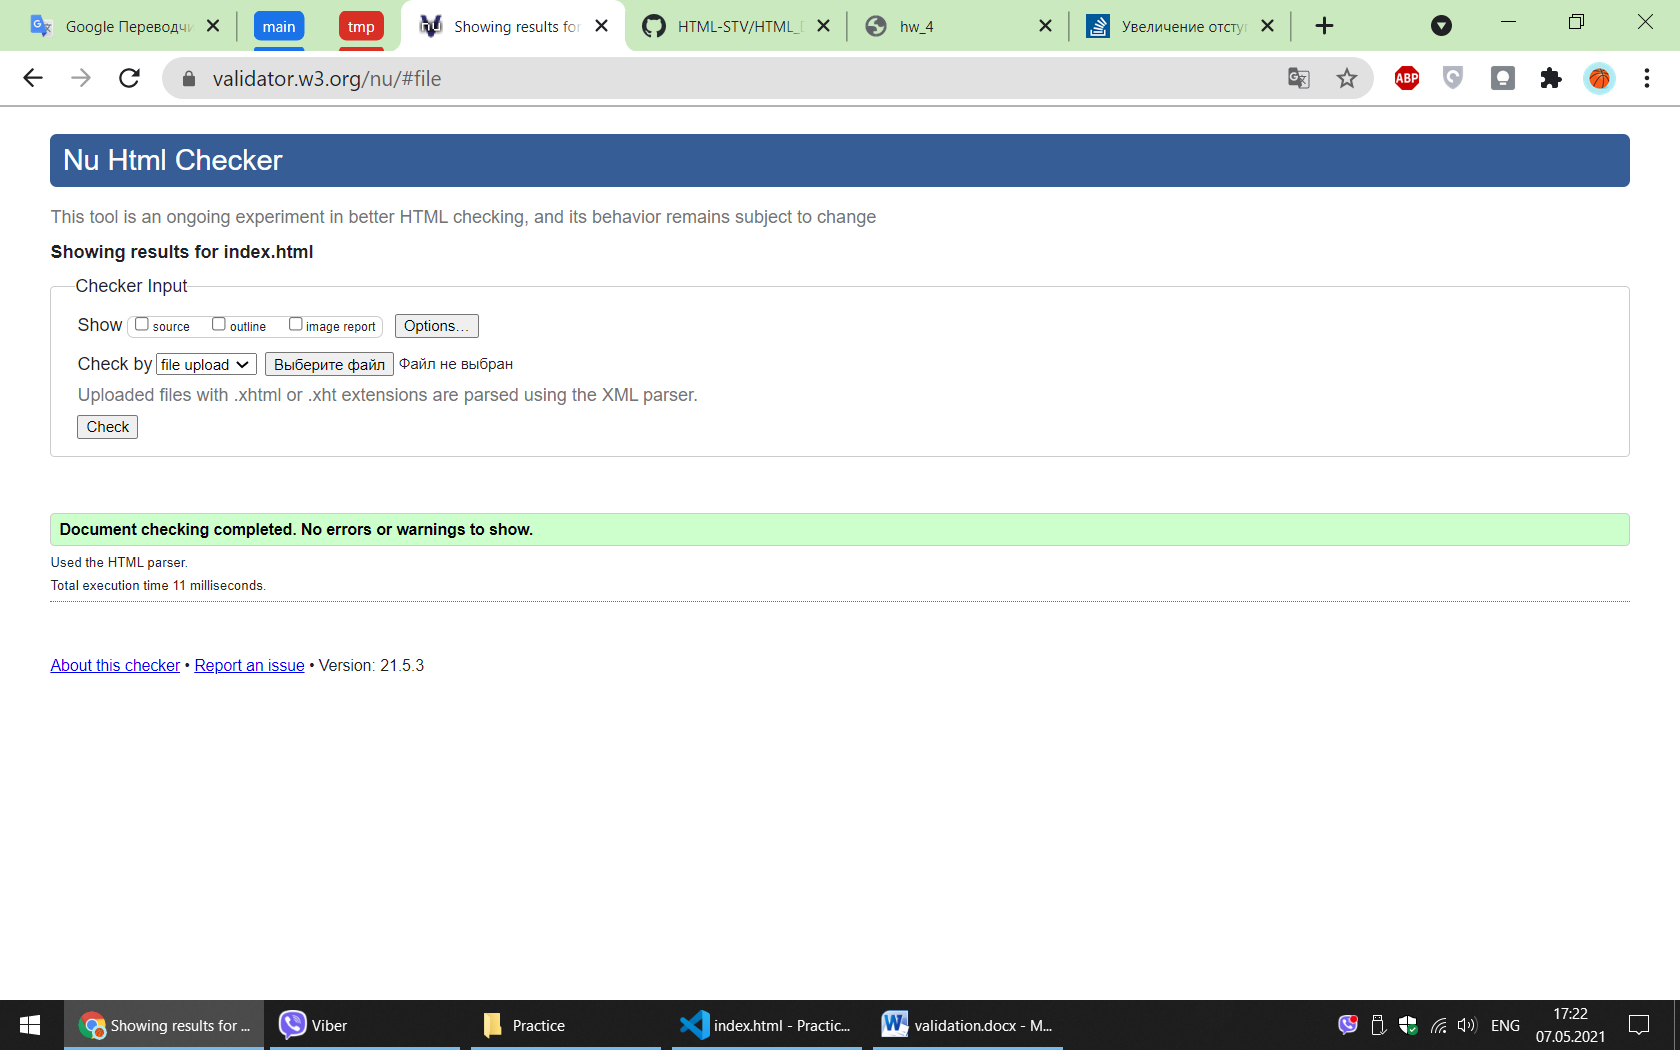 Google Переводчи
main
tmp
Showing results for
HTML-STV/HTML_D
hw_4
Увеличение отступ
validator.w3.org/nu/#file
ABP
Nu Html Checker
This tool is an ongoing experiment in better HTML checking, and its behavior remains subject to change
Showing results for index.html
Checker Input
Show source outline image report Options...
Check by file upload Выберите файл Файл не выбран
Uploaded files with .xhtml or .xht extensions are parsed using the XML parser.
Check
Document checking completed. No errors or warnings to show.
Used the HTML parser.
Total execution time 11 milliseconds.
About this checker • Report an issue • Version: 21.5.3
Showing results for ...
Viber
Practice
index.html - Practic...
validation.docx - M...
ENG
17:22
07.05.2021